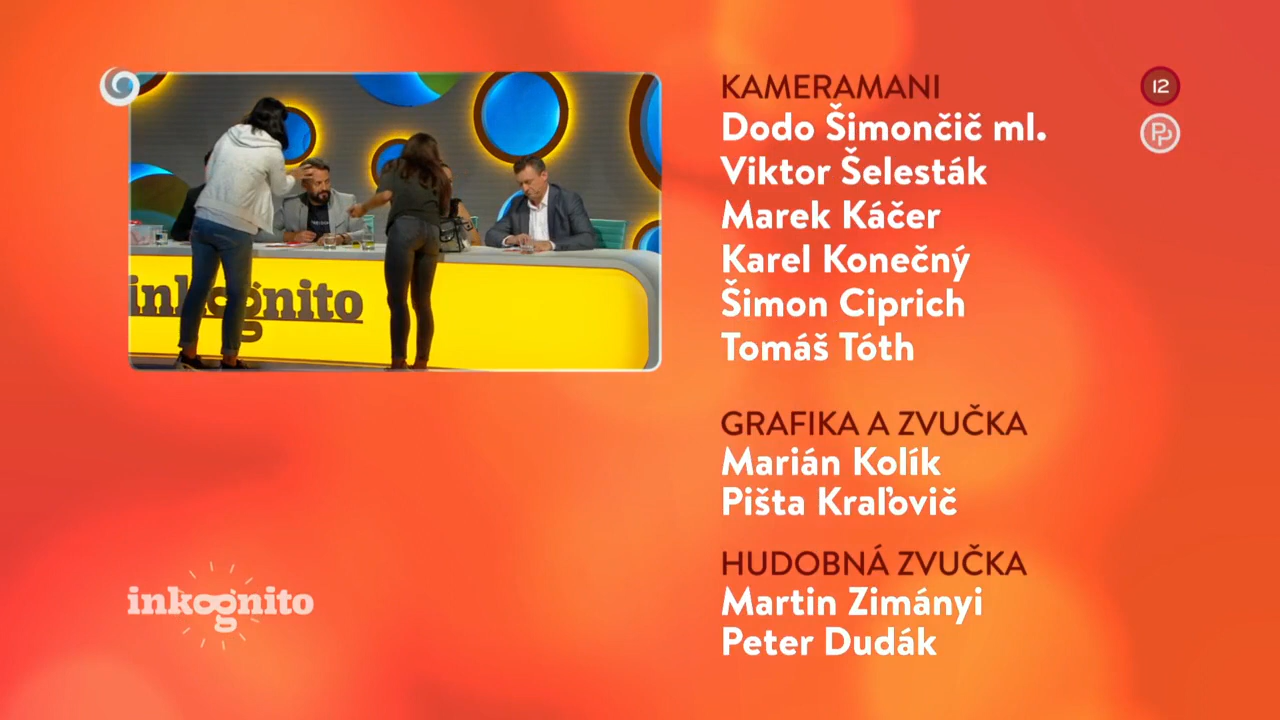 KAMERAMANI
Dodo Šimončič ml.
Viktor Šelesták
Marek Káčer
Karel Konečný
Šimon Ciprich
Tomáš Tóth
GRAFIKA A ZVUČKA
Marián Kolík
Pišta Kraľovič
HUDOBNÁ ZVUČKA
Martin Zimányi
Peter Dudák
12
PP
inkognito
inkognito